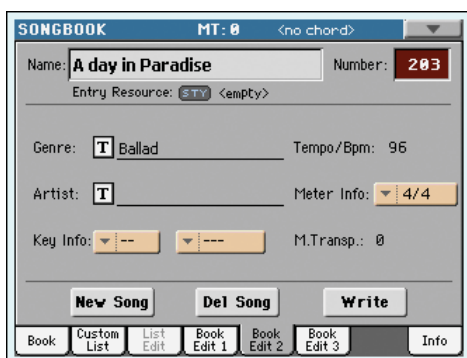 SONGBOOK MT:0 <no chord>
Name: A day in Paradise Number: 203
Entry Resource: STY <empty>
Genre: T Ballad Tempo/Bpm: 96
Artist: T Meter Info: 4/4
Key Info: -- --- M.Transp.: 0
New Song Del Song Write
Book Custom List List Edit Book Edit 1 Book Edit 2 Book Edit 3 Info